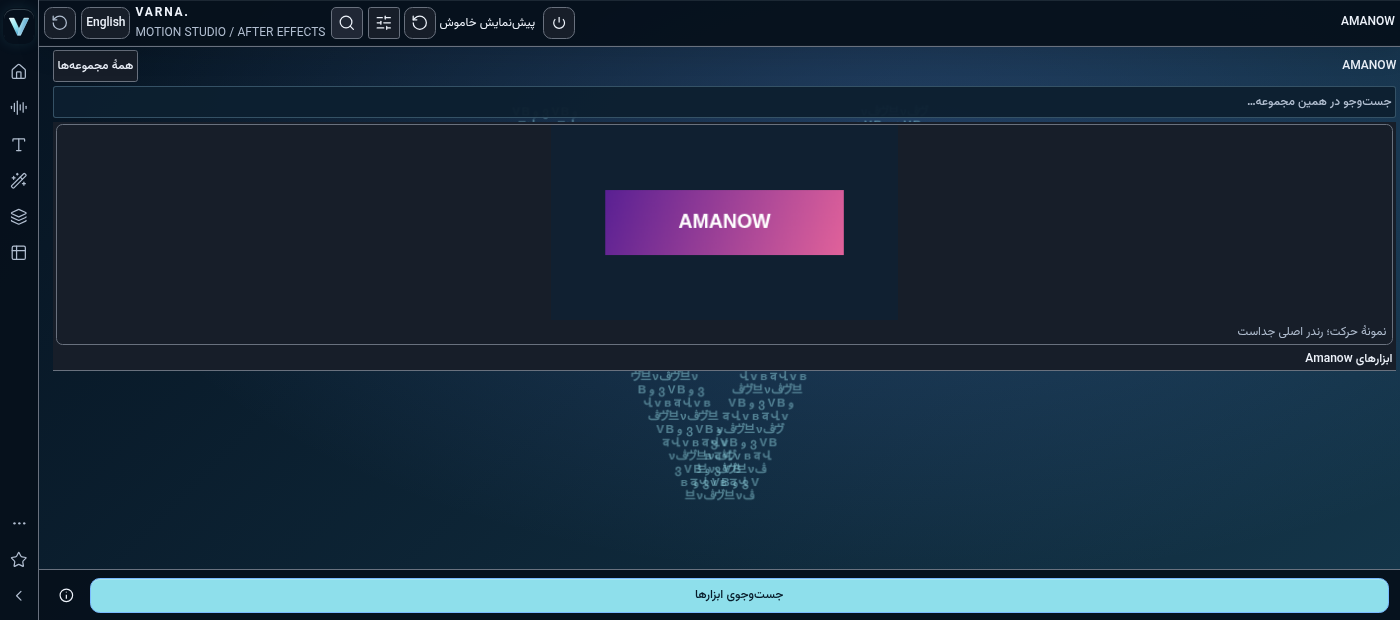 English
VARNA.
MOTION STUDIO / AFTER EFFECTS
پیش‌نمایش خاموش
AMANOW
همهٔ مجموعه‌ها
AMANOW
جست‌وجو در همین مجموعه...
AMANOW
نمونهٔ حرکت؛ رندر اصلی جداست
ابزارهای Amanow
جست‌وجوی ابزارها